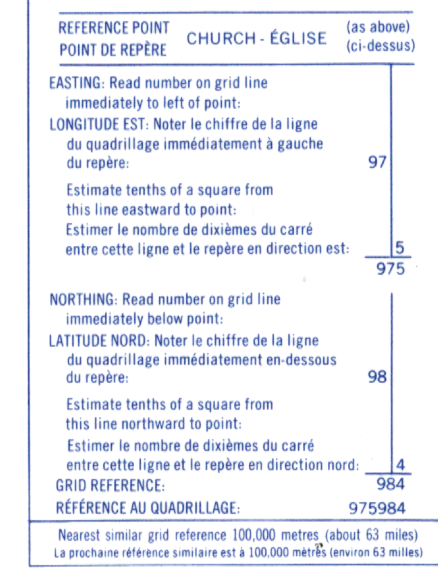 REFERENCE POINT
POINT DE REPÈRE
CHURCH - ÉGLISE
(as above)
(ci-dessus)
EASTING: Read number on grid line
immediately to left of point:
LONGITUDE EST: Noter le chiffre de la ligne
du quadrillage immédiatement à gauche
du repère: 97
Estimate tenths of a square from
this line eastward to point:
Estimer le nombre de dixièmes du carré
entre cette ligne et le repère en direction est: 5
975
NORTHING: Read number on grid line
immediately below point:
LATITUDE NORD: Noter le chiffre de la ligne
du quadrillage immédiatement en-dessous
du repère: 98
Estimate tenths of a square from
this line northward to point:
Estimer le nombre de dixièmes du carré
entre cette ligne et le repère en direction nord: 4
GRID REFERENCE: 984
RÉFÉRENCE AU QUADRILLAGE: 975984
Nearest similar grid reference 100,000 metres (about 63 miles)
La prochaine référence similaire est à 100,000 mètres (environ 63 milles)